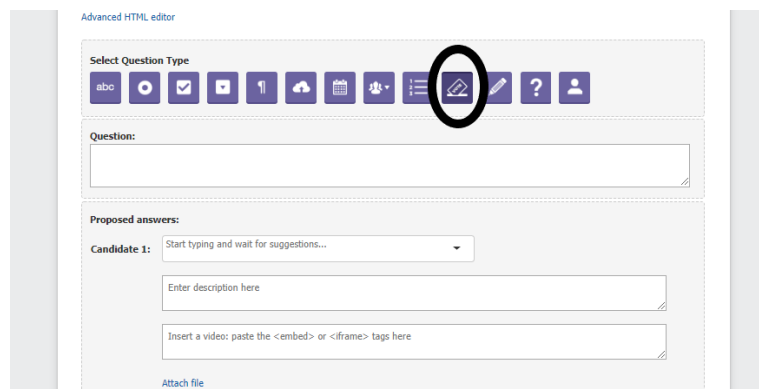 Advanced HTML editor
Select Question Type
abc
Question:
Proposed answers:
Candidate 1: Start typing and wait for suggestions...
Enter description here
Insert a video: paste the <embed> or <iframe> tags here
Attach file